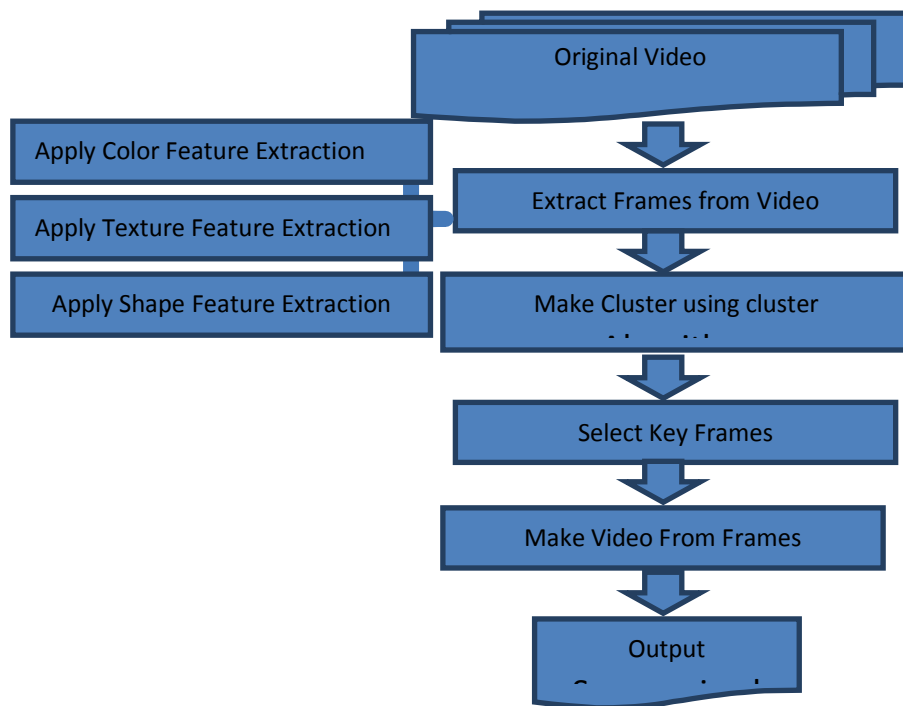 Original Video
Apply Color Feature Extraction
Extract Frames from Video
Apply Texture Feature Extraction
Apply Shape Feature Extraction
Make Cluster using cluster
Select Key Frames
Make Video From Frames
Output